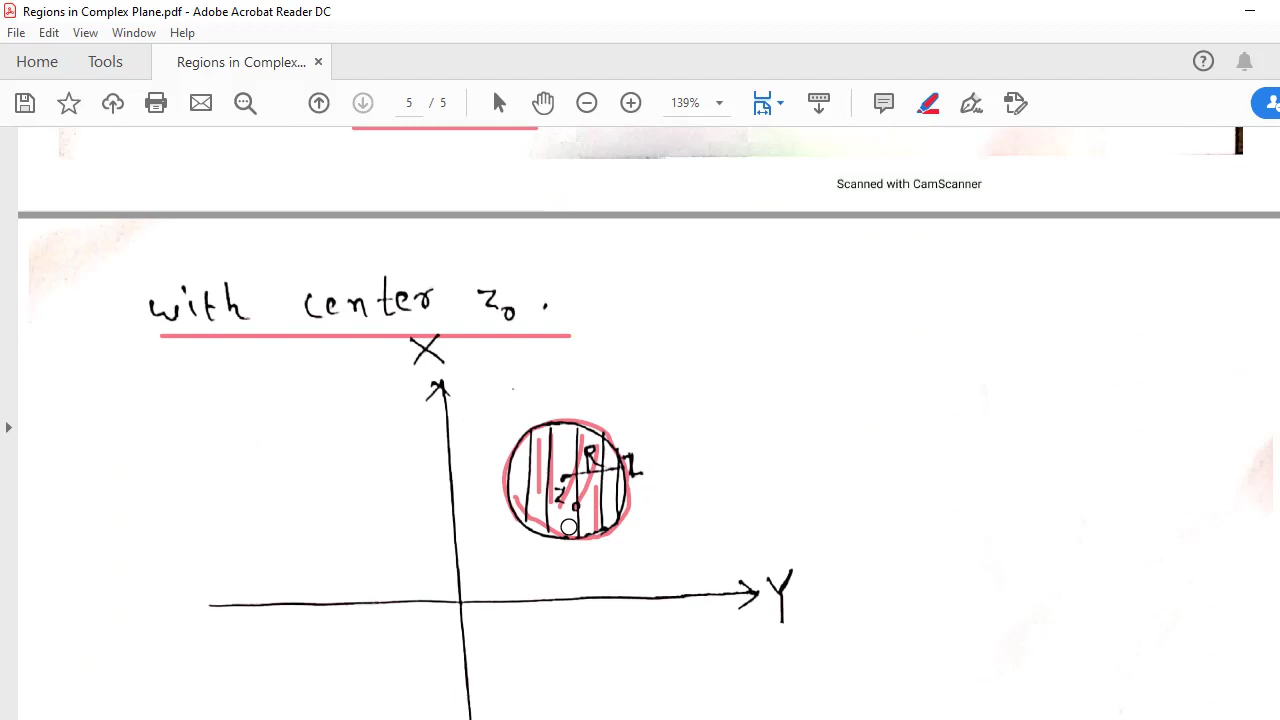 Regions in Complex Plane.pdf - Adobe Acrobat Reader DC
File Edit View Window Help
Home Tools Regions in Complex... ×
5 / 5 139%
Scanned with CamScanner
with center z₀ .
X
R
z
z₀
Y